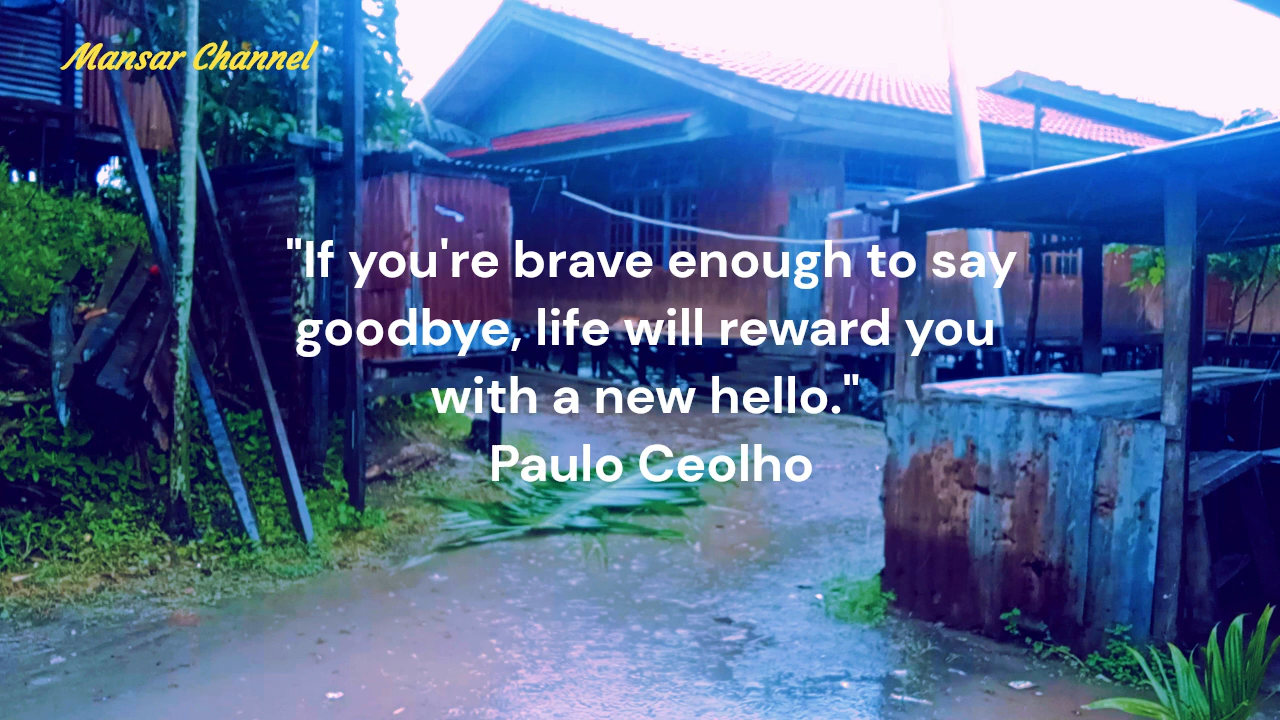 Mansar Channel
"If you're brave enough to say
goodbye, life will reward you
with a new hello."
Paulo Ceolho